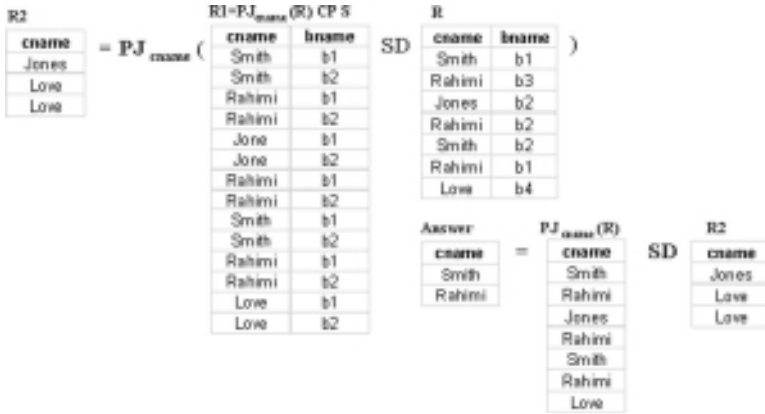 R2
cname
Jones
Love
Love
= PJ cname (
R1=PJcname (R) CP S
cname bname
Smith b1
Smith b2
Rahimi b1
Rahimi b2
Jone b1
Jone b2
Rahimi b1
Rahimi b2
Smith b1
Smith b2
Rahimi b1
Rahimi b2
Love b1
Love b2
SD
R
cname bname
Smith b1
Rahimi b3
Jones b2
Rahimi b2
Smith b2
Rahimi b1
Love b4
)
Answer
cname
Smith
Rahimi
=
PJ cname (R)
cname
Smith
Rahimi
Jones
Rahimi
Smith
Rahimi
Love
SD
R2
cname
Jones
Love
Love